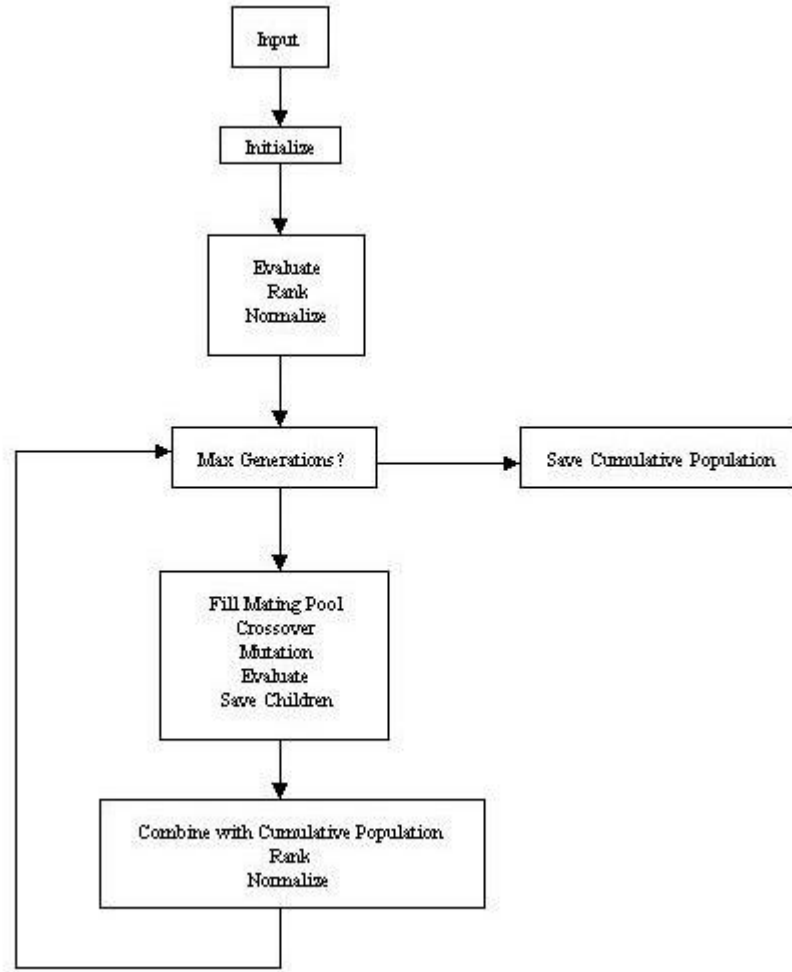 Input
Initialize
Evaluate
Rank
Normalize
Max Generations?
Save Cumulative Population
Fill Mating Pool
Crossover
Mutation
Evaluate
Save Children
Combine with Cumulative Population
Rank
Normalize